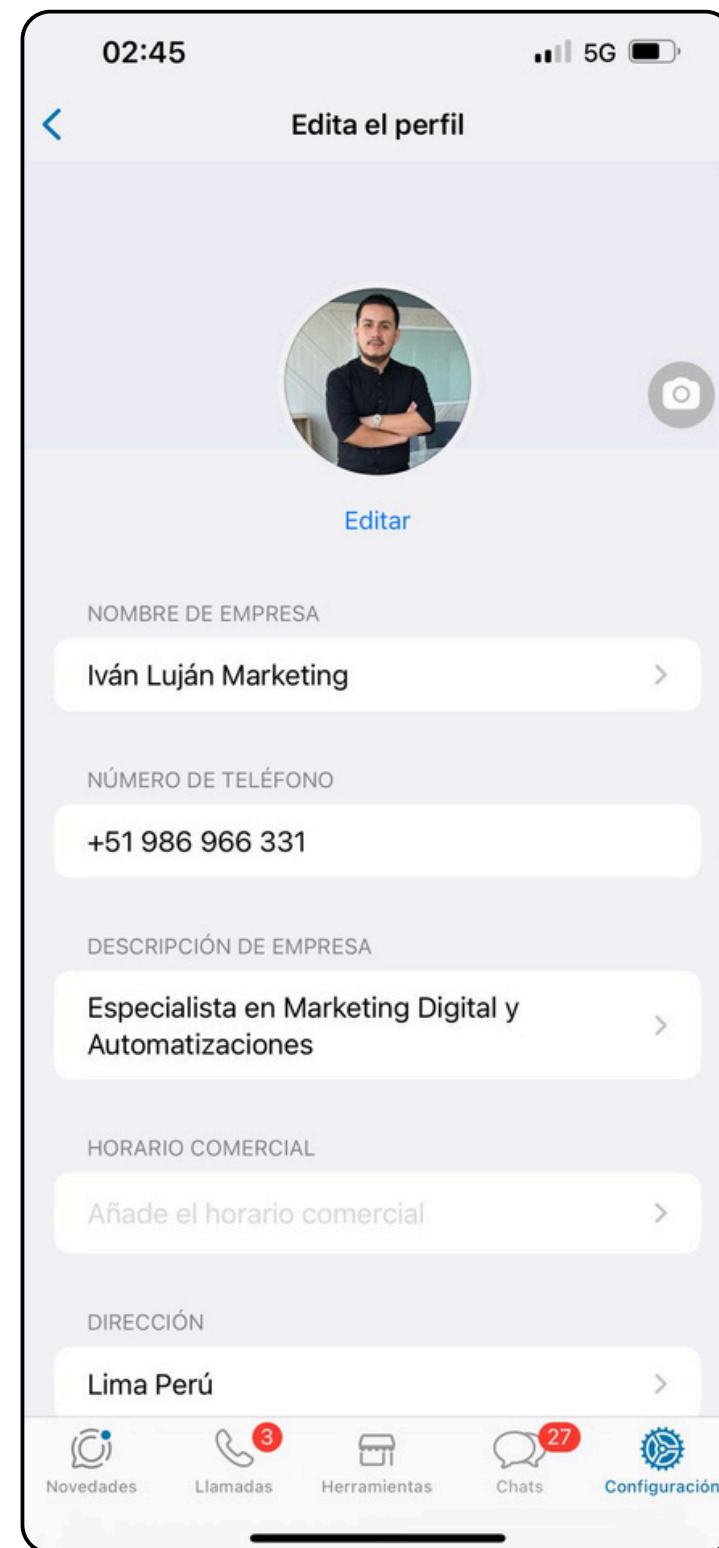 02:45
5G
Edita el perfil
Editar
NOMBRE DE EMPRESA
Iván Luján Marketing
NÚMERO DE TELÉFONO
+51 986 966 331
DESCRIPCIÓN DE EMPRESA
Especialista en Marketing Digital y
Automatizaciones
HORARIO COMERCIAL
Añade el horario comercial
DIRECCIÓN
Lima Perú
3
27
Novedades Llamadas Herramientas Chats Configuración